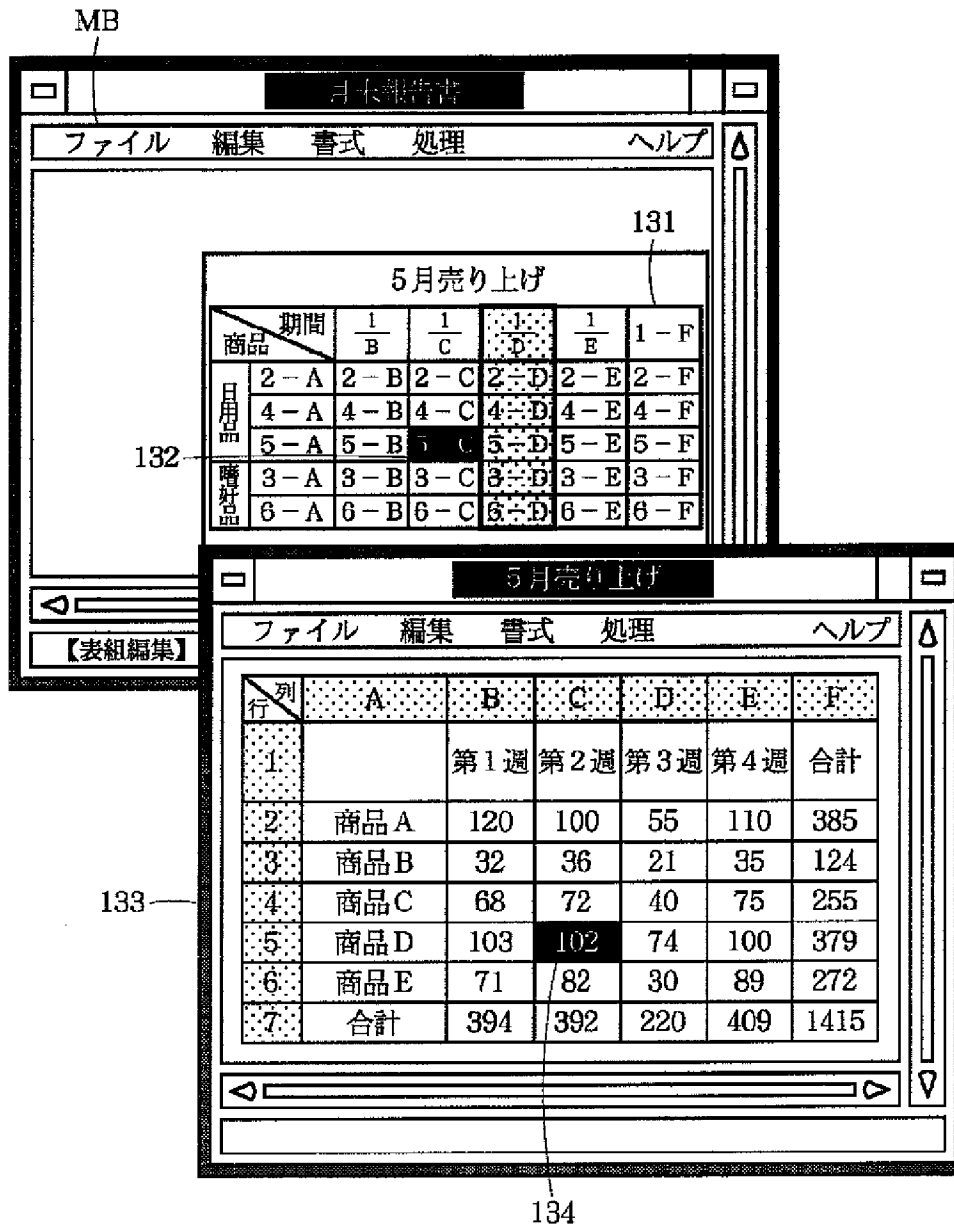 MB
月末報告書
ファイル 編集 書式 処理 ヘルプ
131
5月売り上げ
商品 期間 1/B 1/C 1/D 1/E 1-F
日用品
2-A 2-B 2-C 2-D 2-E 2-F
4-A 4-B 4-C 4-D 4-E 4-F
5-A 5-B 5-C 5-D 5-E 5-F
132
嗜好品
3-A 3-B 3-C 3-D 3-E 3-F
6-A 6-B 6-C 6-D 6-E 6-F
【表組編集】
5月売り上げ
ファイル 編集 書式 処理 ヘルプ
行 列 A B C D E F
1 第1週 第2週 第3週 第4週 合計
2 商品A 120 100 55 110 385
3 商品B 32 36 21 35 124
4 商品C 68 72 40 75 255
133
5 商品D 103 102 74 100 379
6 商品E 71 82 30 89 272
7 合計 394 392 220 409 1415
134